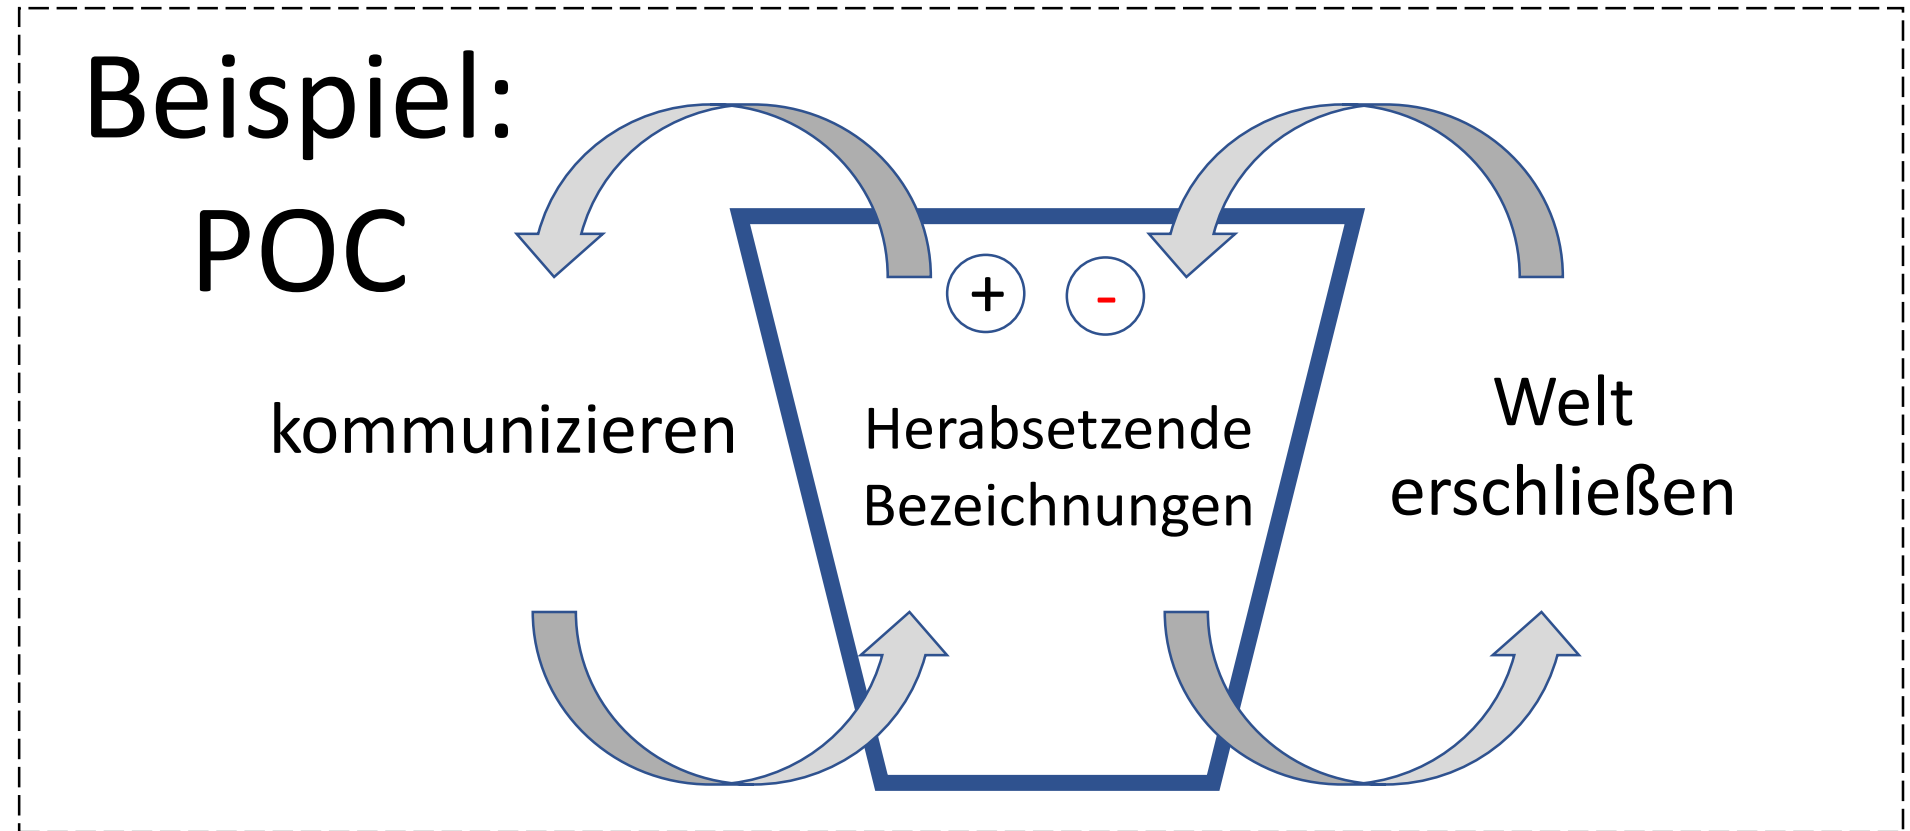 Beispiel:
POC
+ -
kommunizieren
Herabsetzende
Bezeichnungen
Welt
erschließen